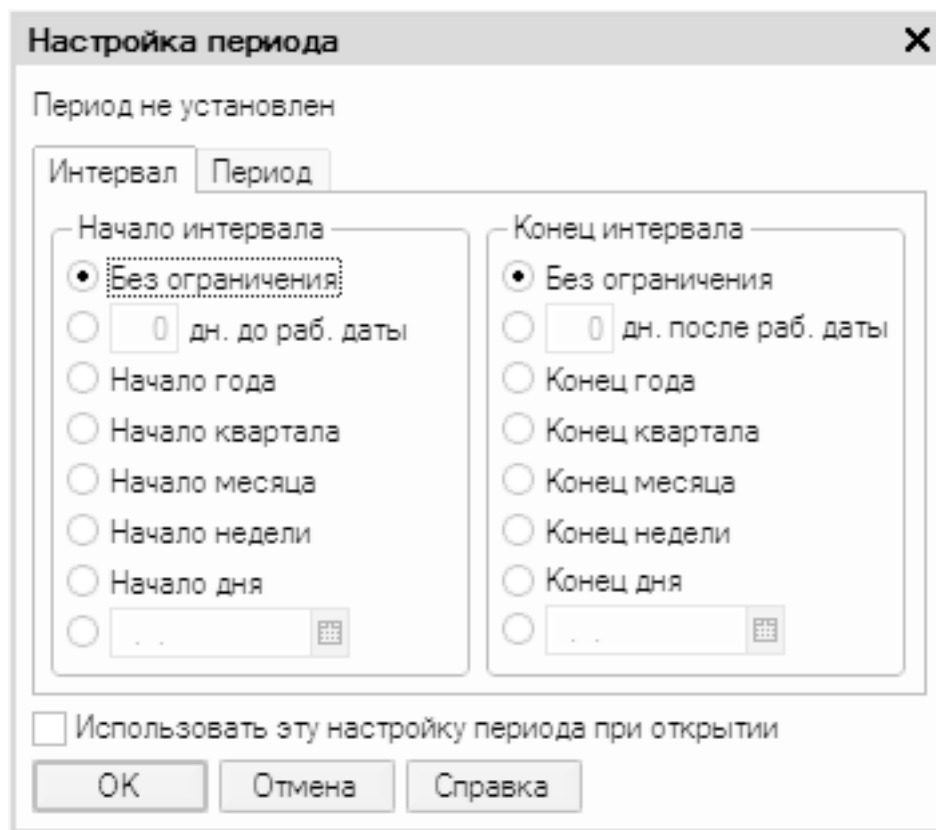 Настройка периода
Период не установлен
Интервал Период
Начало интервала
Без ограничения
0 дн. до раб. даты
Начало года
Начало квартала
Начало месяца
Начало недели
Начало дня
. .
Конец интервала
Без ограничения
0 дн. после раб. даты
Конец года
Конец квартала
Конец месяца
Конец недели
Конец дня
. .
Использовать эту настройку периода при открытии
OK Отмена Справка